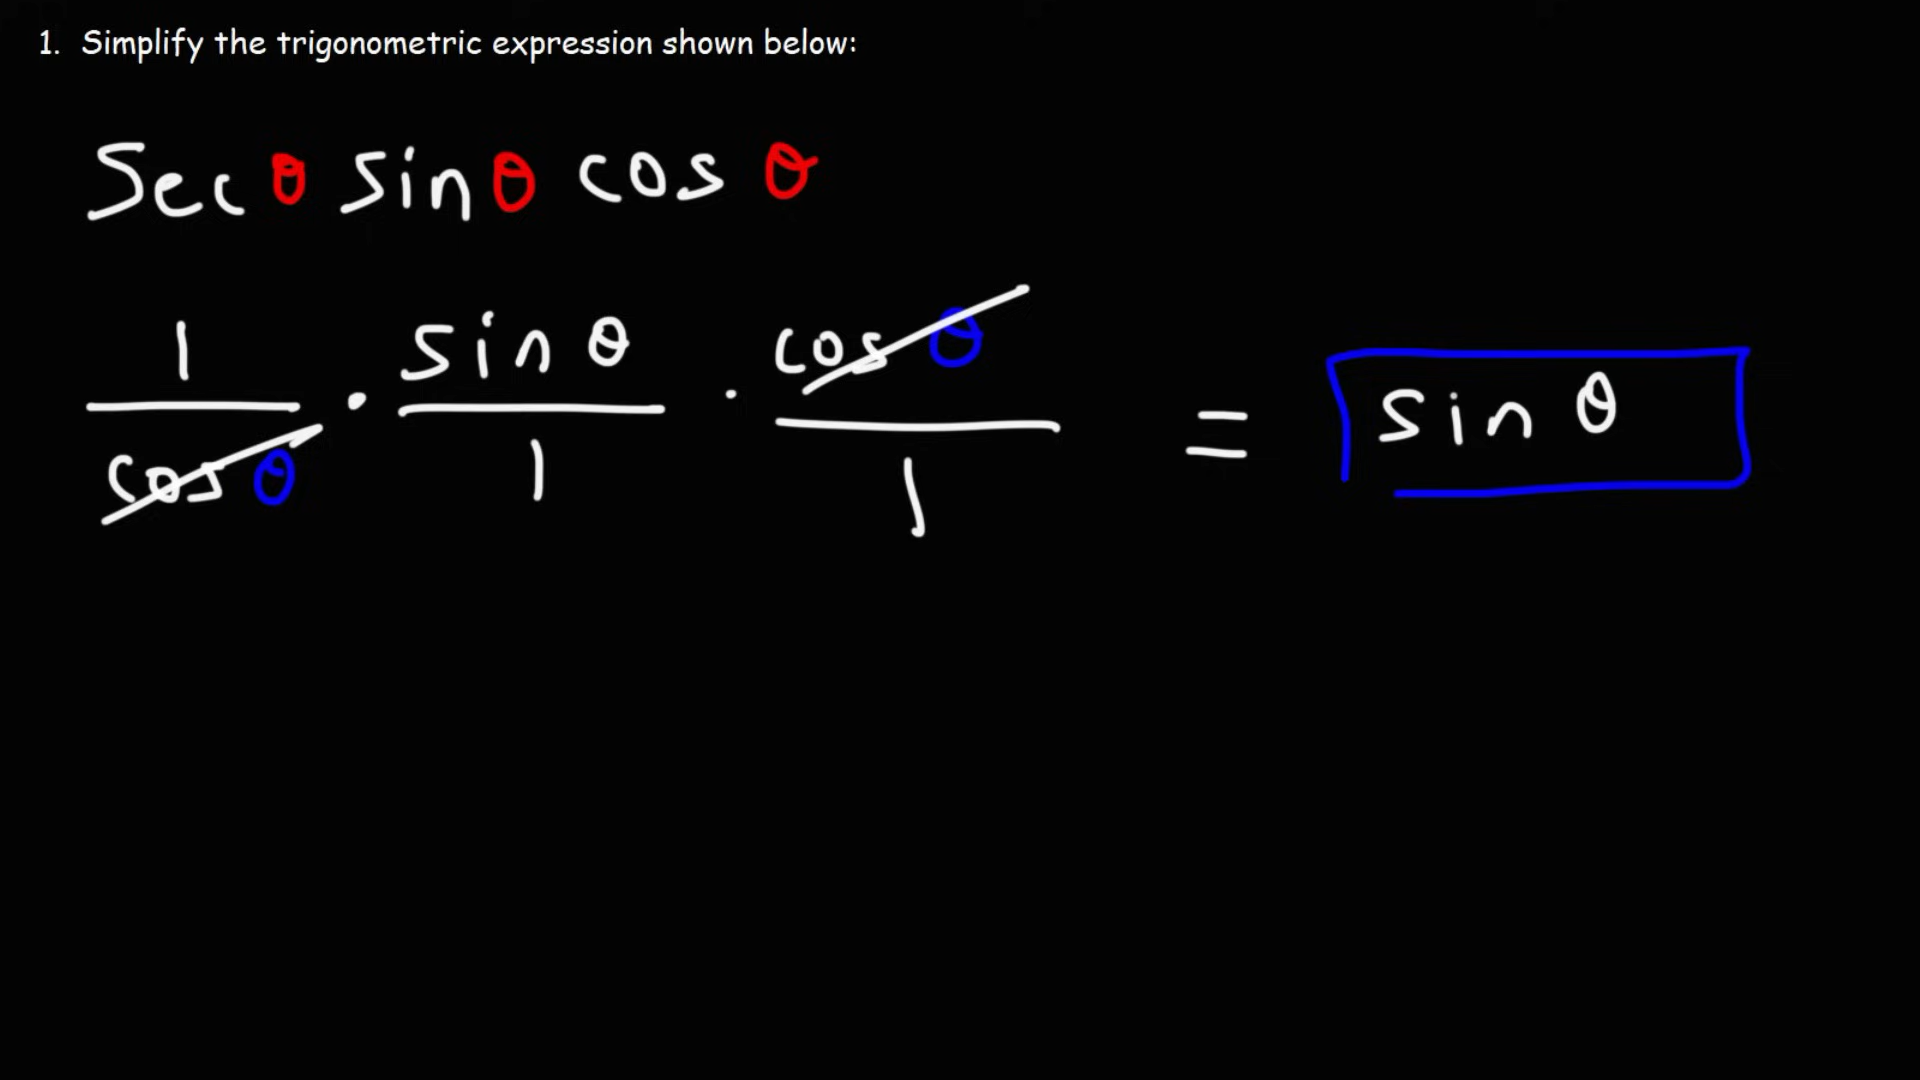 1. Simplify the trigonometric expression shown below:
Sec θ sin θ cos θ
1/cos θ · sin θ/1 · cos θ/1 = sin θ